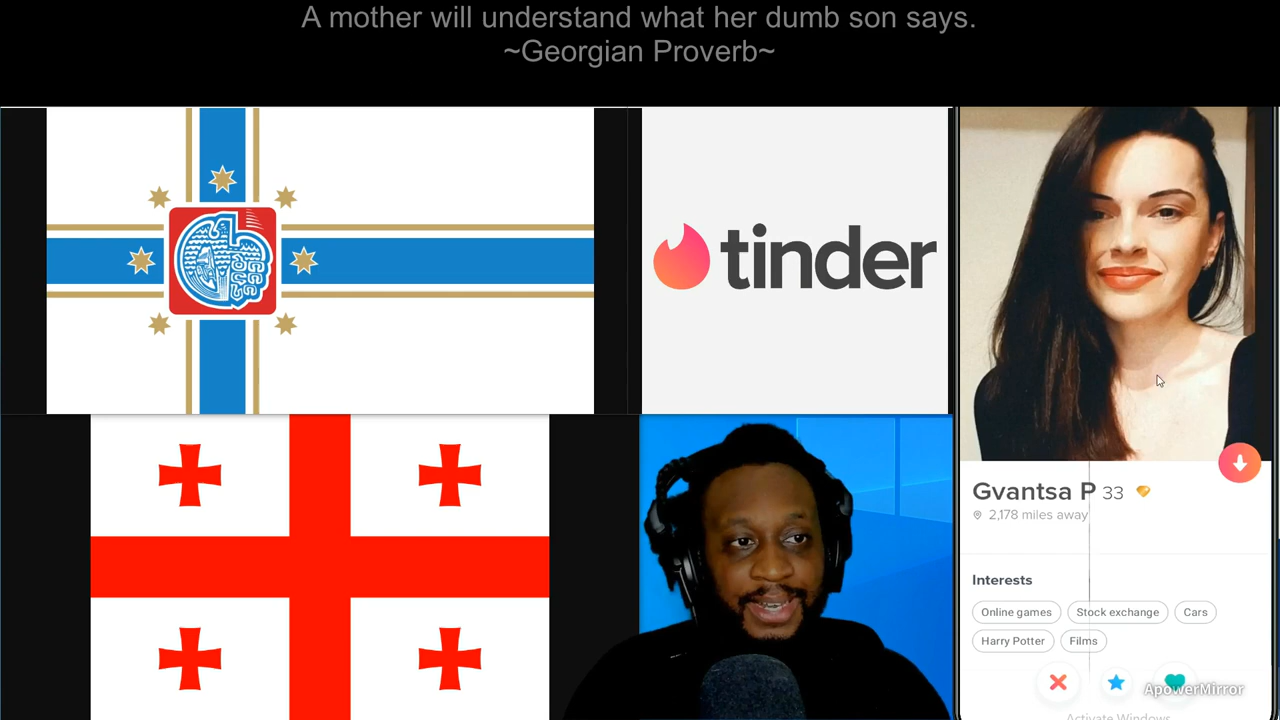 A mother will understand what her dumb son says.
~Georgian Proverb~
tinder
Gvantsa P 33
2,178 miles away
Interests
Online games
Stock exchange
Cars
Harry Potter
Films
ApowerMirror
Activate Windows